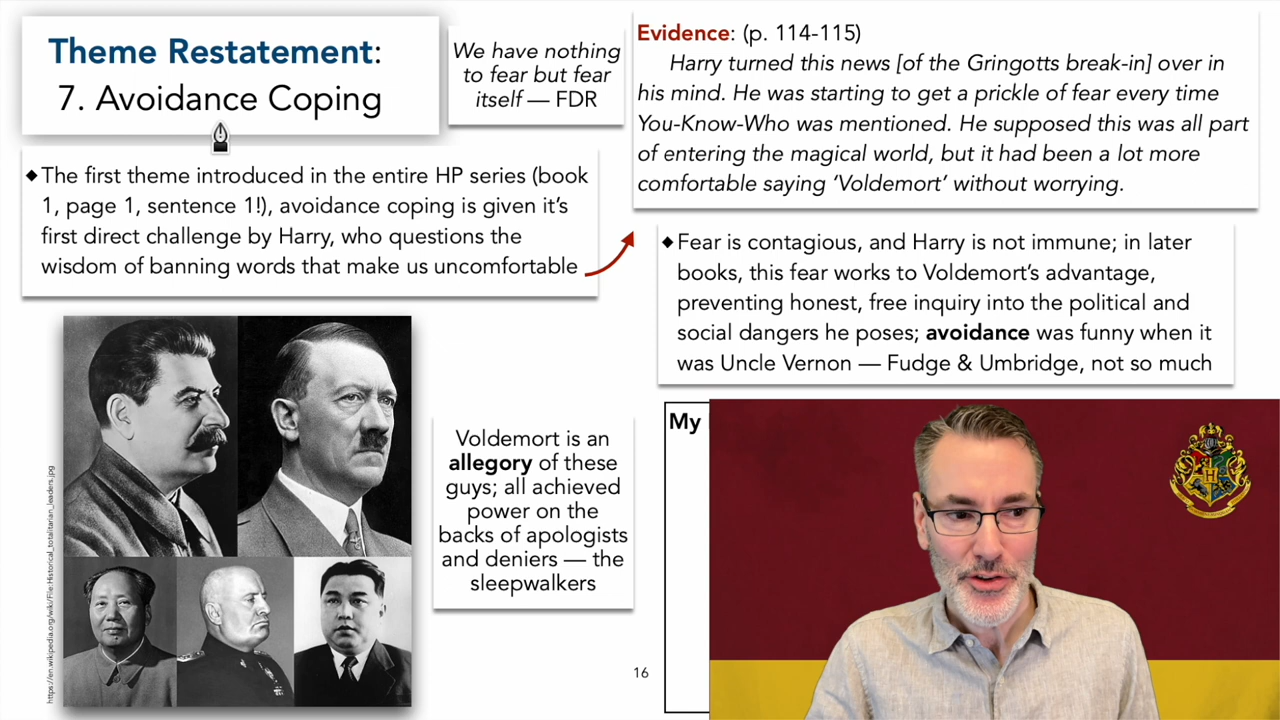 Theme Restatement:
7. Avoidance Coping
We have nothing
to fear but fear
itself — FDR
Evidence: (p. 114-115)
Harry turned this news [of the Gringotts break-in] over in
his mind. He was starting to get a prickle of fear every time
You-Know-Who was mentioned. He supposed this was all part
of entering the magical world, but it had been a lot more
comfortable saying ‘Voldemort’ without worrying.
◆The first theme introduced in the entire HP series (book
1, page 1, sentence 1!), avoidance coping is given it’s
first direct challenge by Harry, who questions the
wisdom of banning words that make us uncomfortable
◆Fear is contagious, and Harry is not immune; in later
books, this fear works to Voldemort’s advantage,
preventing honest, free inquiry into the political and
social dangers he poses; avoidance was funny when it
was Uncle Vernon — Fudge & Umbridge, not so much
https://en.wikipedia.org/wiki/File:Historical_totalitarian_leaders.jpg
Voldemort is an
allegory of these
guys; all achieved
power on the
backs of apologists
and deniers — the
sleepwalkers
My
16